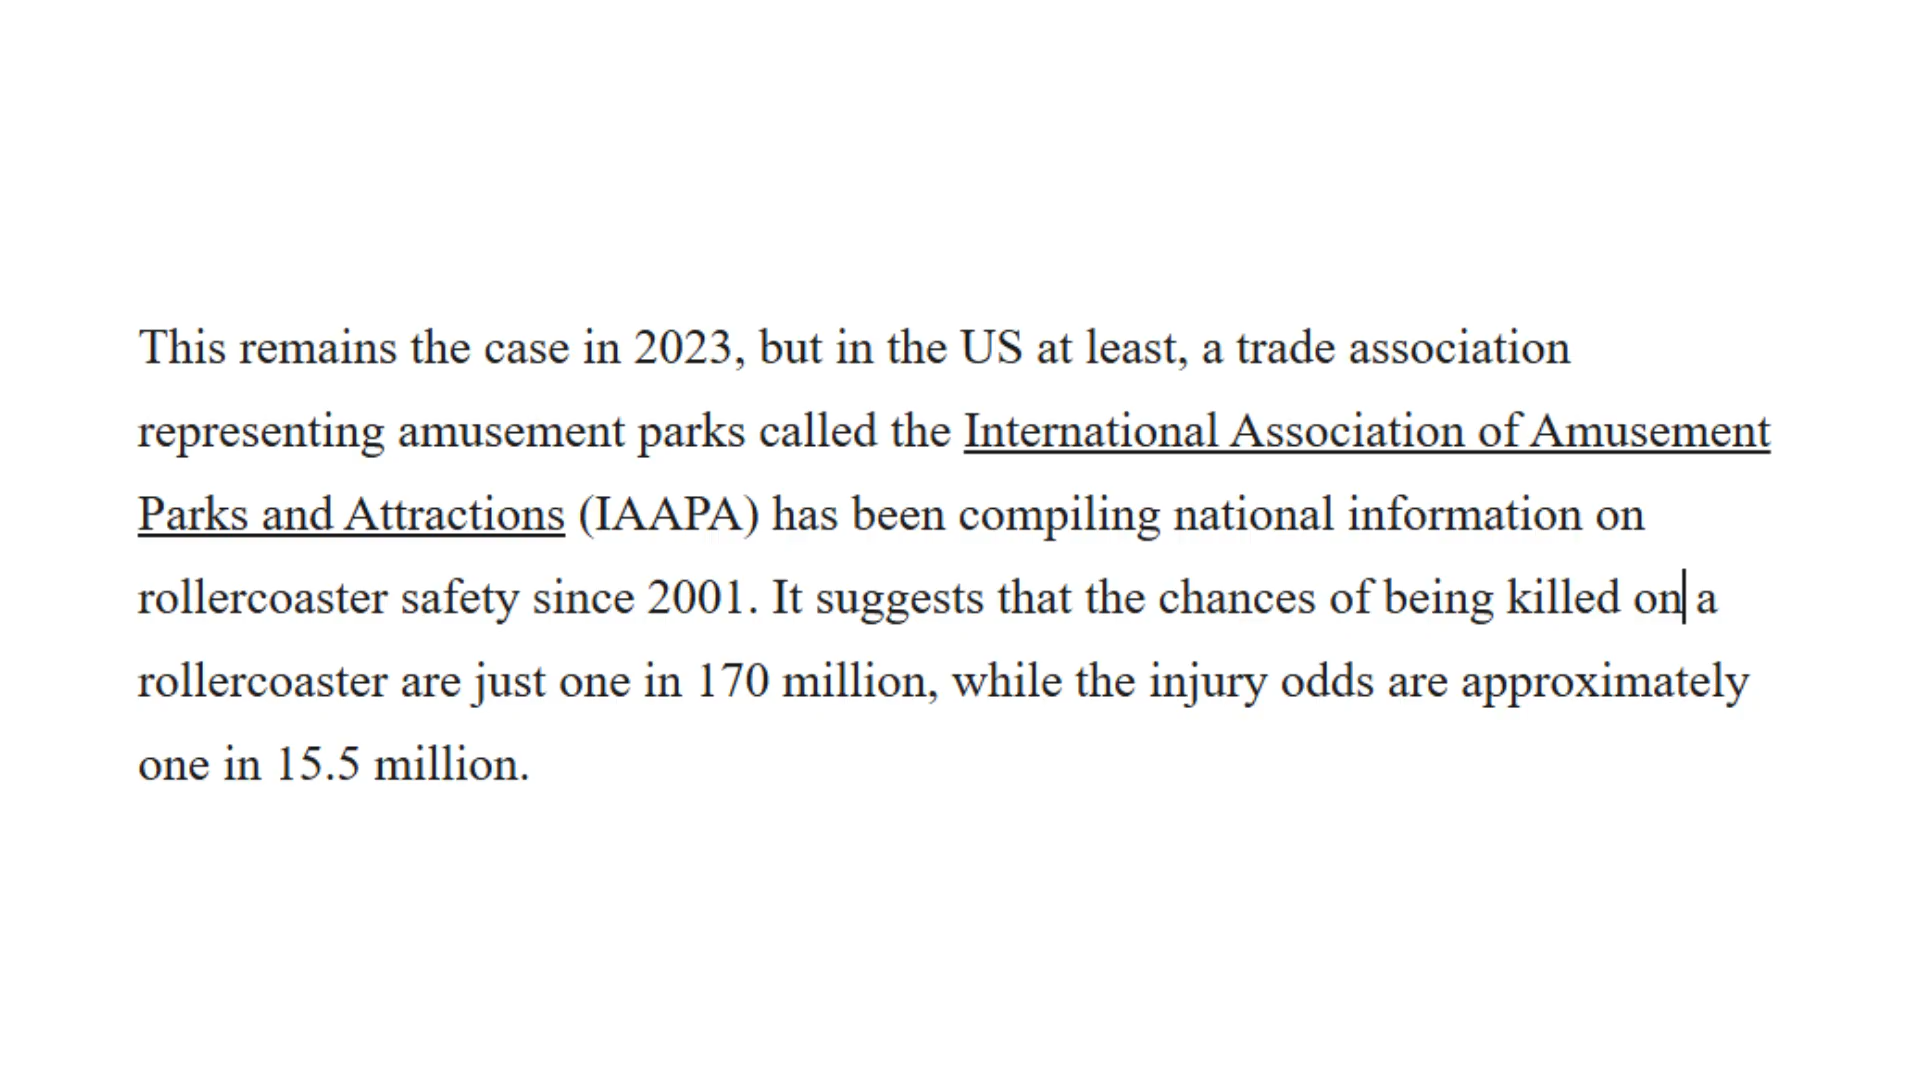 This remains the case in 2023, but in the US at least, a trade association
representing amusement parks called the International Association of Amusement
Parks and Attractions (IAAPA) has been compiling national information on
rollercoaster safety since 2001. It suggests that the chances of being killed on a
rollercoaster are just one in 170 million, while the injury odds are approximately
one in 15.5 million.